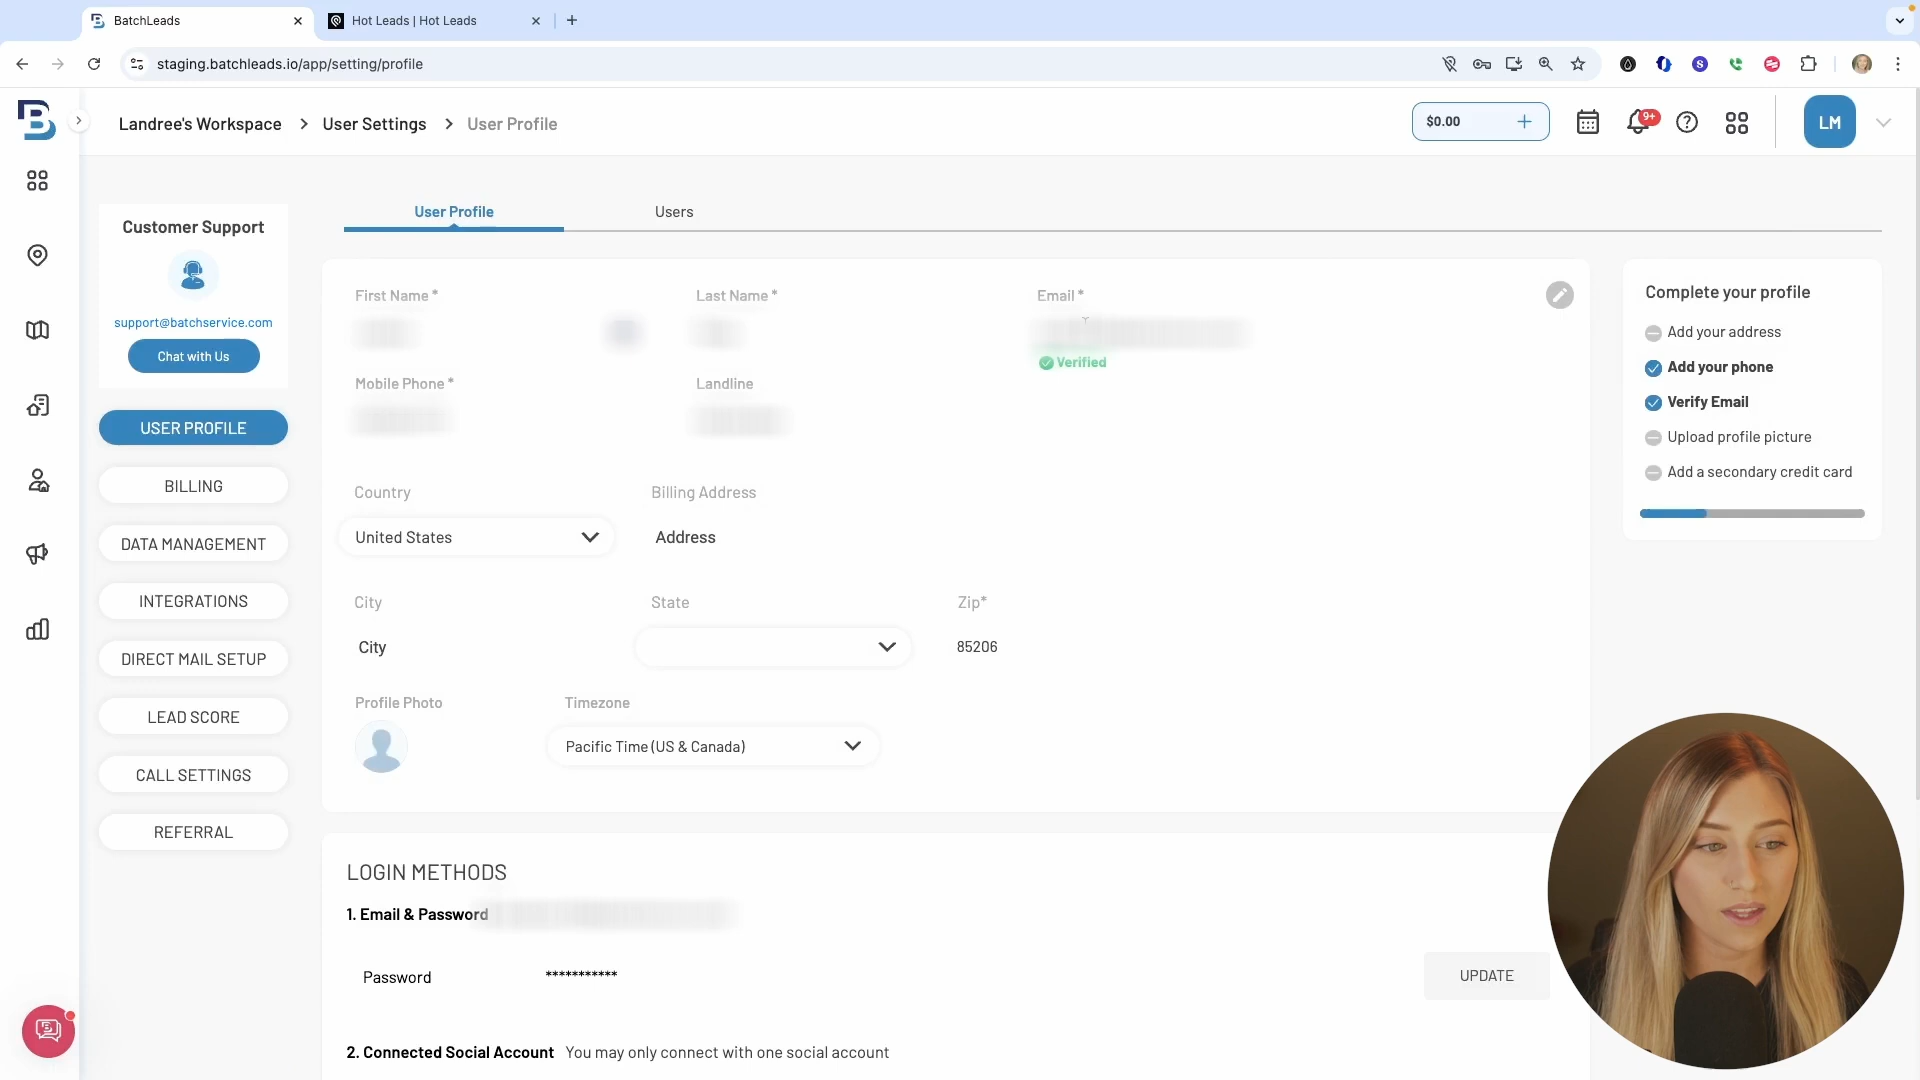 BatchLeads
Hot Leads | Hot Leads
staging.batchleads.io/app/setting/profile
Landree's Workspace > User Settings > User Profile
$0.00
9+
LM
Customer Support
support@batchservice.com
Chat with Us
USER PROFILE
BILLING
DATA MANAGEMENT
INTEGRATIONS
DIRECT MAIL SETUP
LEAD SCORE
CALL SETTINGS
REFERRAL
User Profile
Users
First Name *
Last Name *
Email *
Verified
Mobile Phone *
Landline
Country
Billing Address
United States
Address
City
State
Zip*
City
85206
Profile Photo
Timezone
Pacific Time (US & Canada)
LOGIN METHODS
1. Email & Password
Password
***********
UPDATE
2. Connected Social Account You may only connect with one social account
Complete your profile
Add your address
Add your phone
Verify Email
Upload profile picture
Add a secondary credit card